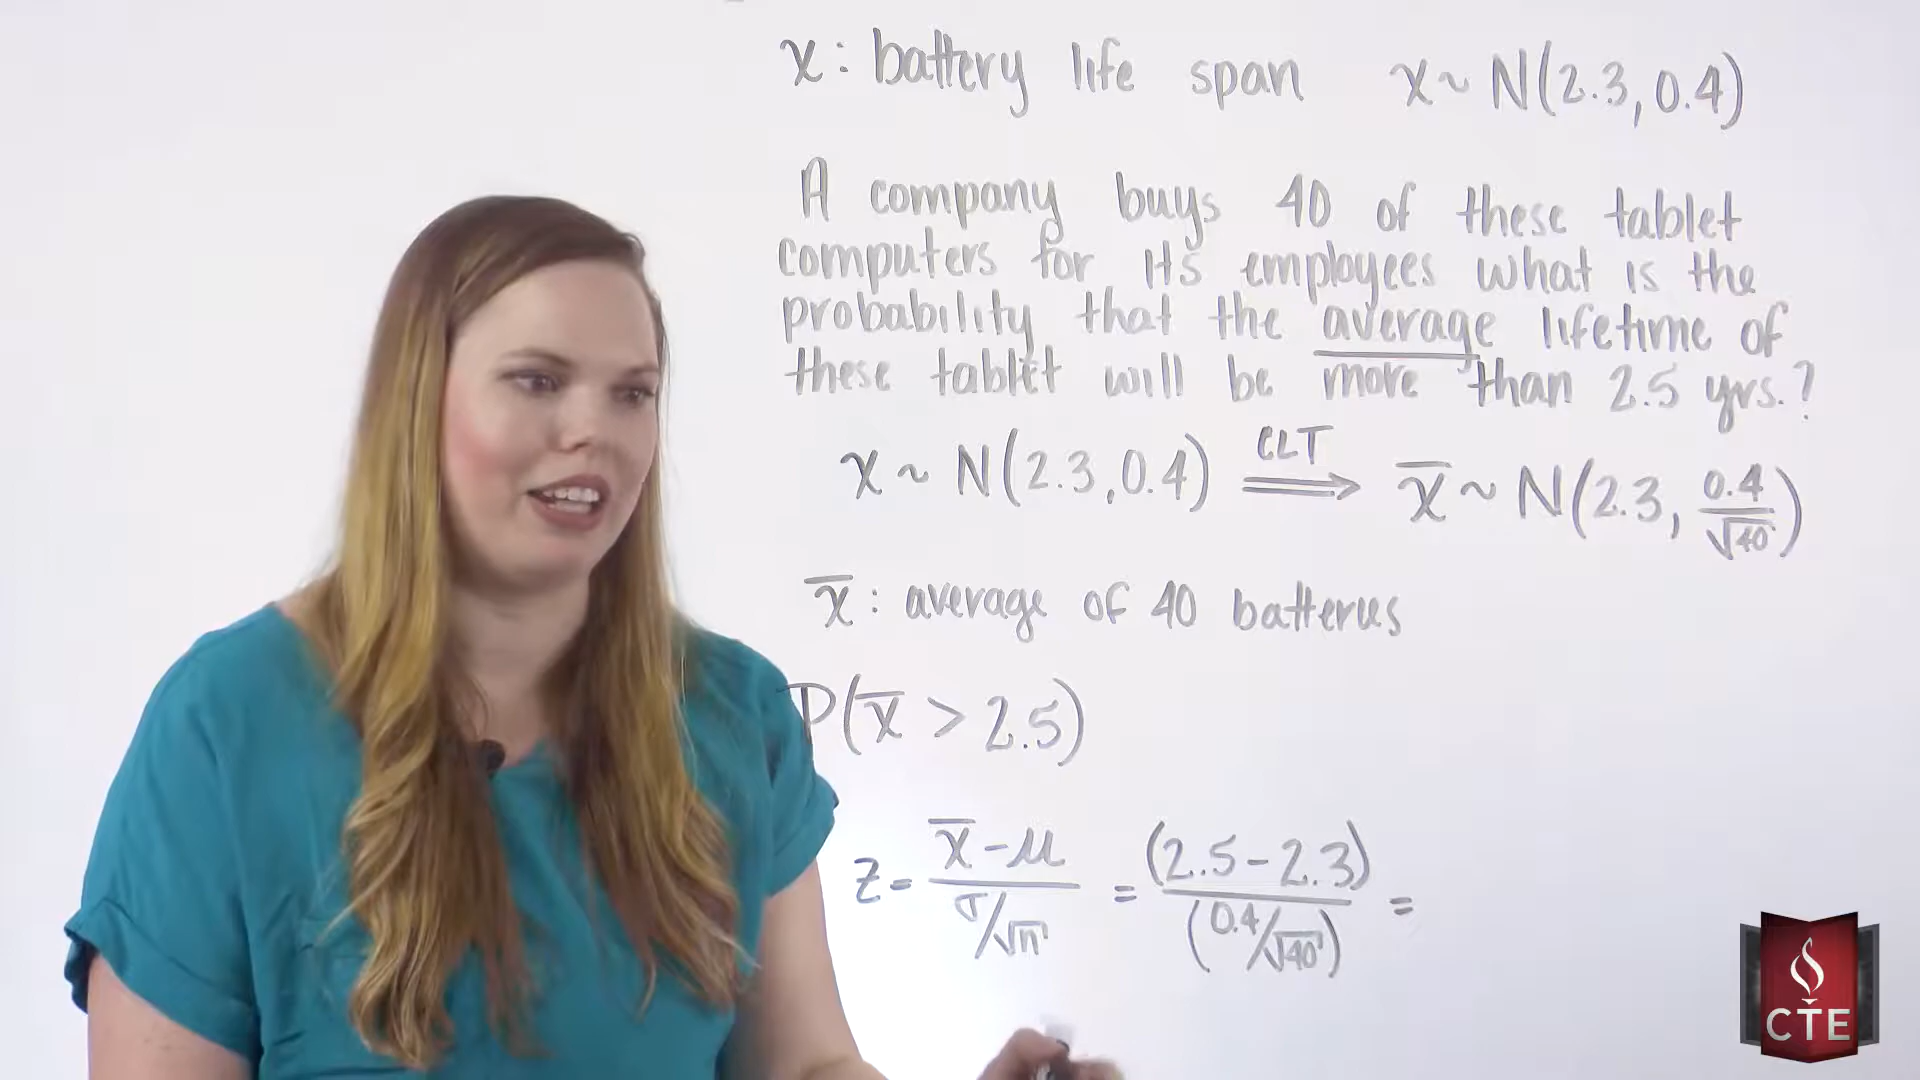 x : battery life span x ~ N(2.3, 0.4)
A company buys 40 of these tablet
computers for its employees what is the
probability that the average lifetime of
these tablet will be more than 2.5 yrs.?
x ~ N(2.3, 0.4) CLT ⟹ x̄ ~ N(2.3, 0.4/√40)
x̄ : average of 40 batteries
P(x̄ > 2.5)
z = (x̄ - μ)/(σ/√n) = (2.5 - 2.3)/(0.4/√40) =
CTE